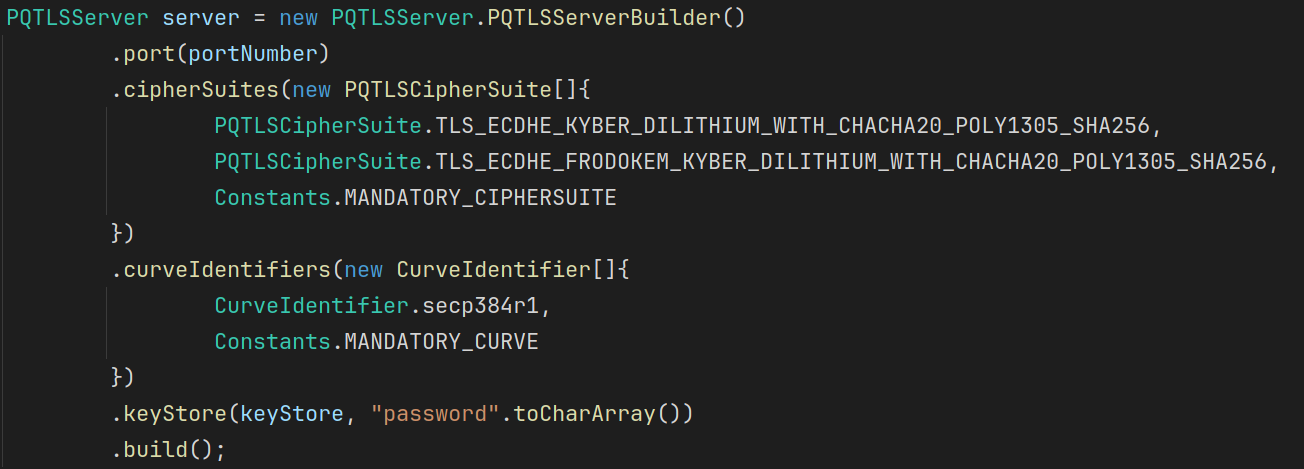 PQTLSServer server = new PQTLSServer.PQTLSServerBuilder()
        .port(portNumber)
        .cipherSuites(new PQTLSCipherSuite[]{
                PQTLSCipherSuite.TLS_ECDHE_KYBER_DILITHIUM_WITH_CHACHA20_POLY1305_SHA256,
                PQTLSCipherSuite.TLS_ECDHE_FRODOKEM_KYBER_DILITHIUM_WITH_CHACHA20_POLY1305_SHA256,
                Constants.MANDATORY_CIPHERSUITE
        })
        .curveIdentifiers(new CurveIdentifier[]{
                CurveIdentifier.secp384r1,
                Constants.MANDATORY_CURVE
        })
        .keyStore(keyStore, "password".toCharArray())
        .build();